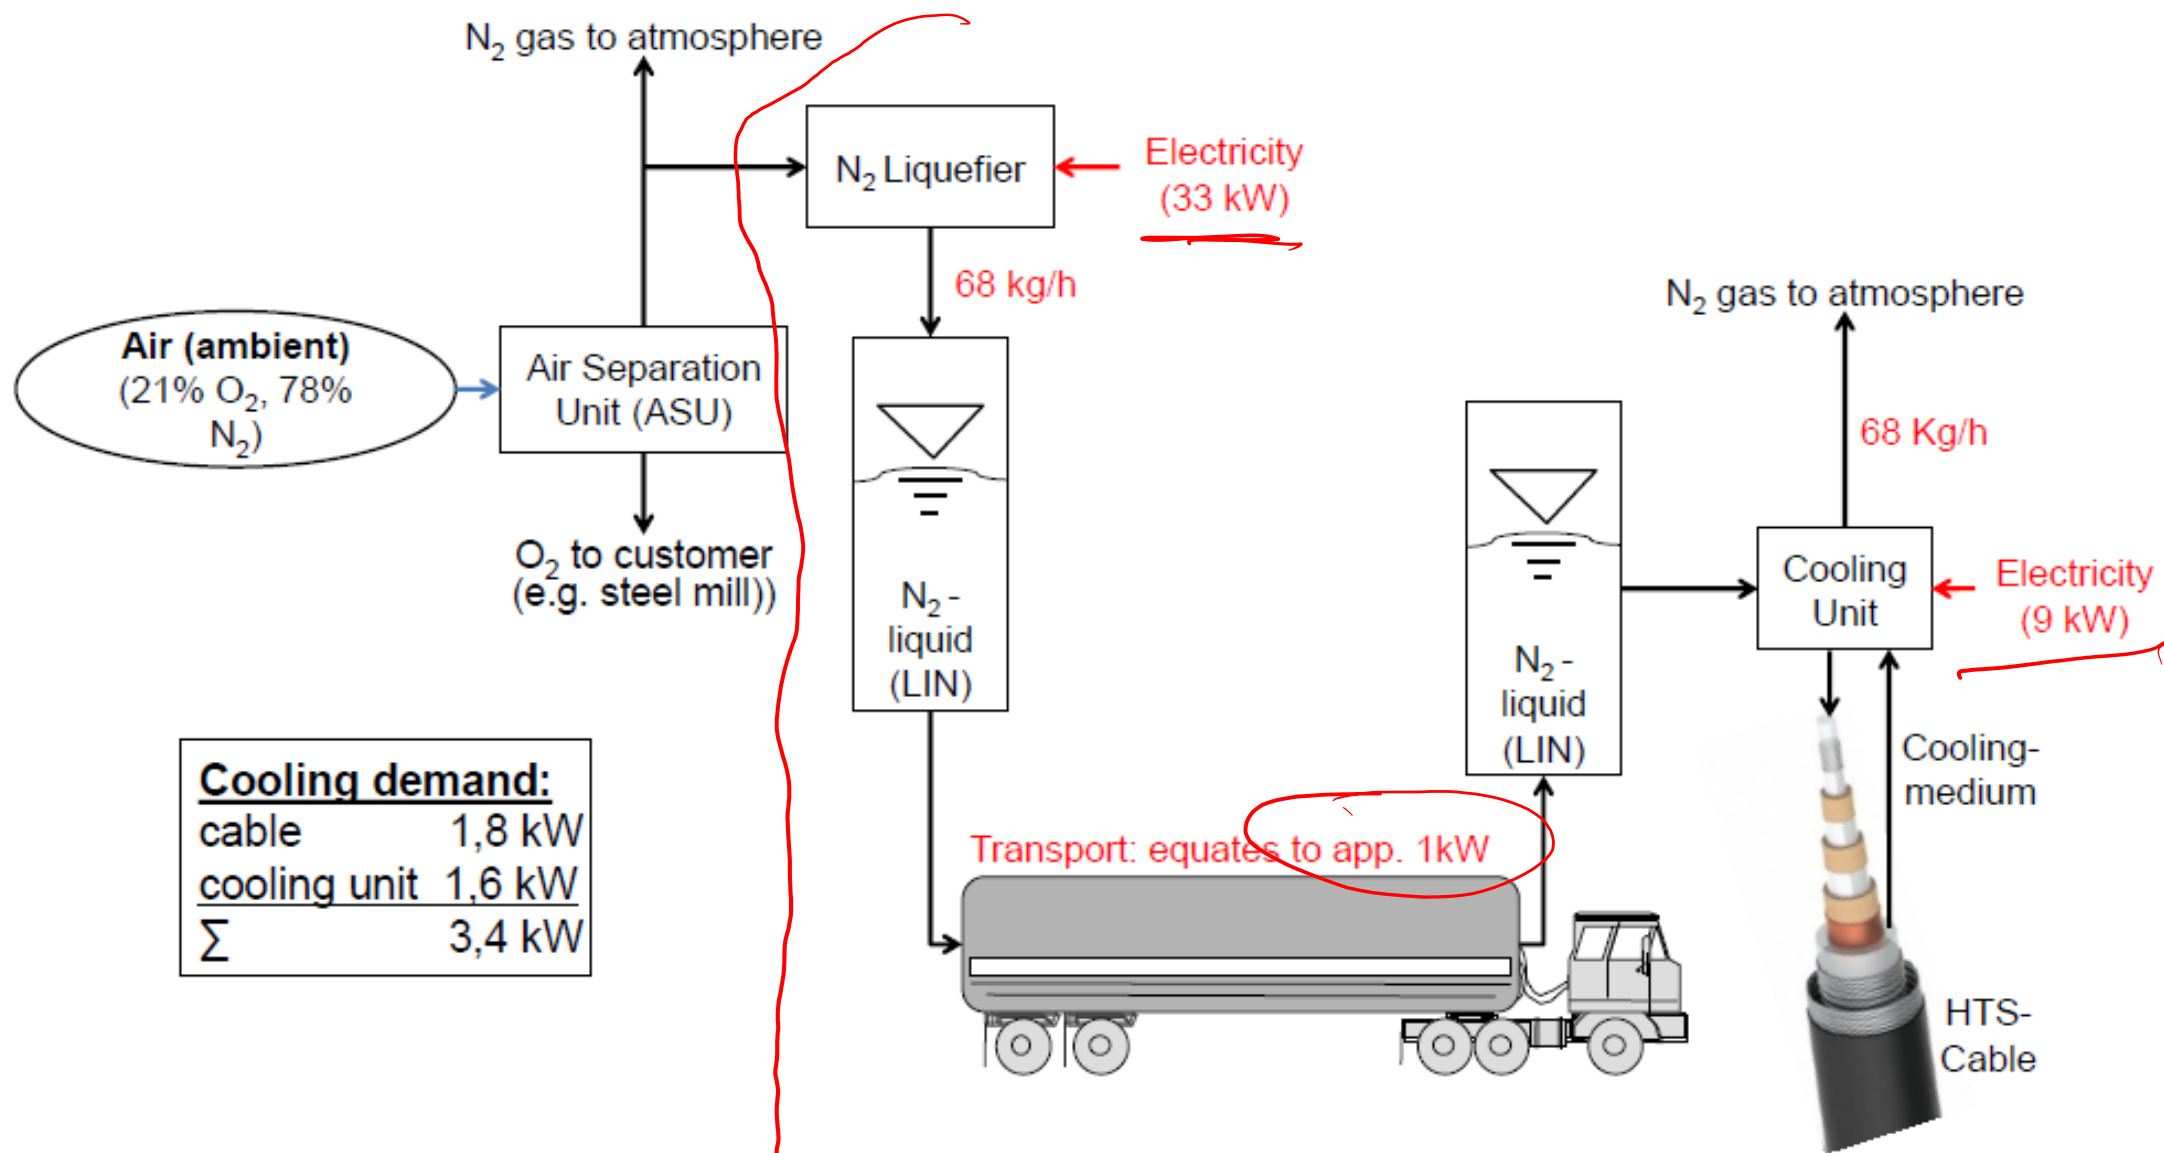 N₂ gas to atmosphere
N₂ Liquefier
Electricity
(33 kW)
68 kg/h
Air (ambient)
(21% O₂, 78%
N₂)
Air Separation
Unit (ASU)
O₂ to customer
(e.g. steel mill))
N₂ -
liquid
(LIN)
N₂ gas to atmosphere
68 Kg/h
N₂ -
liquid
(LIN)
Cooling
Unit
Electricity
(9 kW)
Cooling-
medium
HTS-
Cable
Transport: equates to app. 1kW
Cooling demand:
cable 1,8 kW
cooling unit 1,6 kW
∑ 3,4 kW